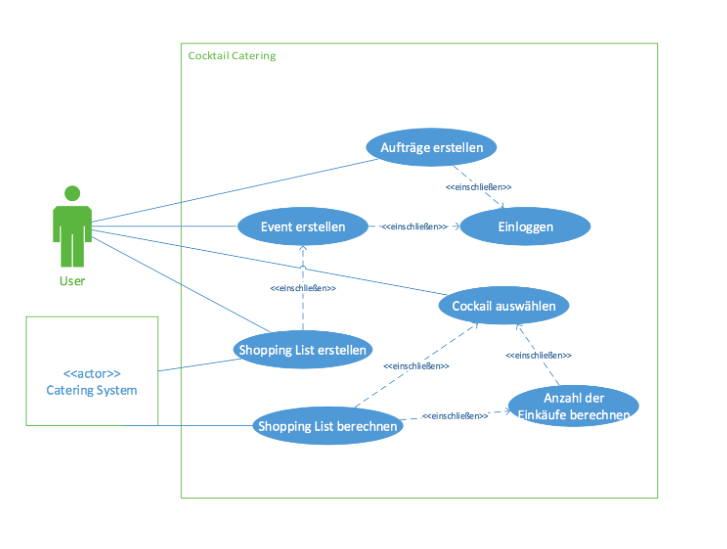 Cocktail Catering
Aufträge erstellen
<<einschließen>>
Event erstellen
<<einschließen>>
Einloggen
User
<<einschließen>>
Cockail auswählen
Shopping List erstellen
<<einschließen>>
<<einschließen>>
<<actor>>
Catering System
Anzahl der
Einkäufe berechnen
<<einschließen>>
Shopping List berechnen